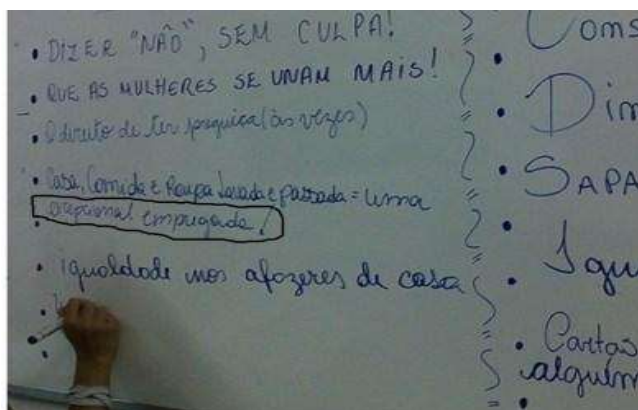 • DIZER "NÃO", SEM CULPA!
• QUE AS MULHERES SE UNAM MAIS!
• O direito de ter preguiça (às vezes)
• Casa, Comida e Roupa lavada e passada = uma
empregada!
• igualdade nos afazeres de casa
Cons
• Dim
• SAPA
• Igu
• Cartas
alguém